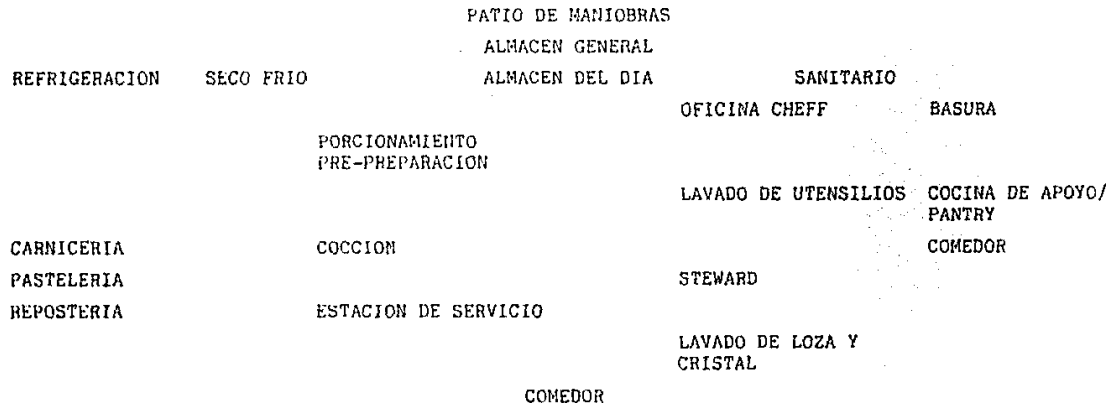 PATIO DE MANIOBRAS
ALMACEN GENERAL
REFRIGERACION SECO FRIO ALMACEN DEL DIA SANITARIO
OFICINA CHEFF BASURA
PORCIONAMIENTO
PRE-PREPARACION
LAVADO DE UTENSILIOS COCINA DE APOYO/
PANTRY
CARNICERIA COCCION COMEDOR
PASTELERIA STEWARD
REPOSTERIA ESTACION DE SERVICIO
LAVADO DE LOZA Y
CRISTAL
COMEDOR